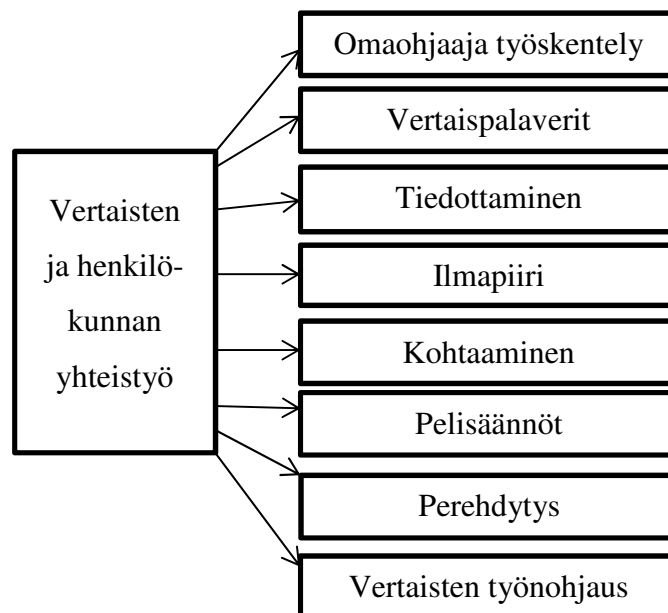 Omaohjaaja työskentely
Vertaispalaverit
Vertaisten
ja henkilö-
kunnan
yhteistyö
Tiedottaminen
Ilmapiiri
Kohtaaminen
Pelisäännöt
Perehdytys
Vertaisten työnohjaus